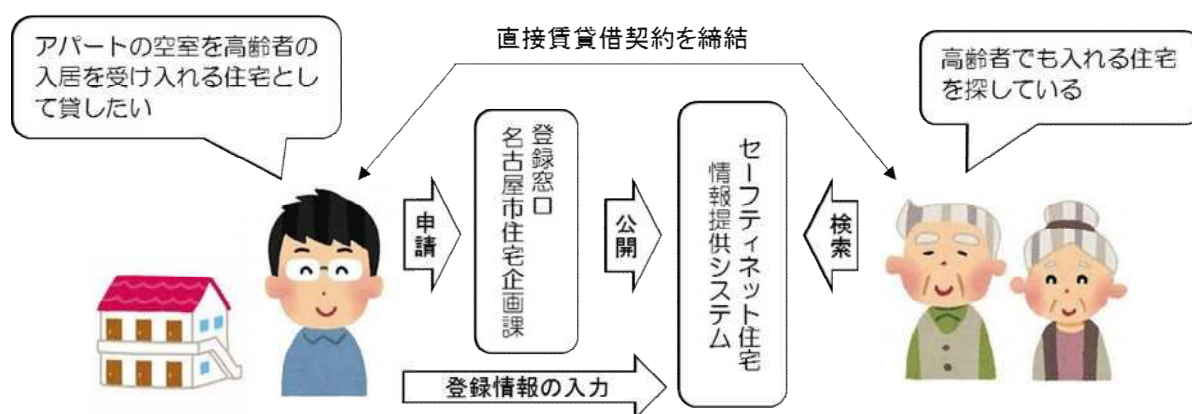 アパートの空室を高齢者の
入居を受け入れる住宅とし
て貸したい
直接賃貸借契約を締結
高齢者でも入れる住宅
を探している
申請
登録窓口
名古屋市住宅企画課
公開
セーフティネット住宅
情報提供システム
検索
登録情報の入力